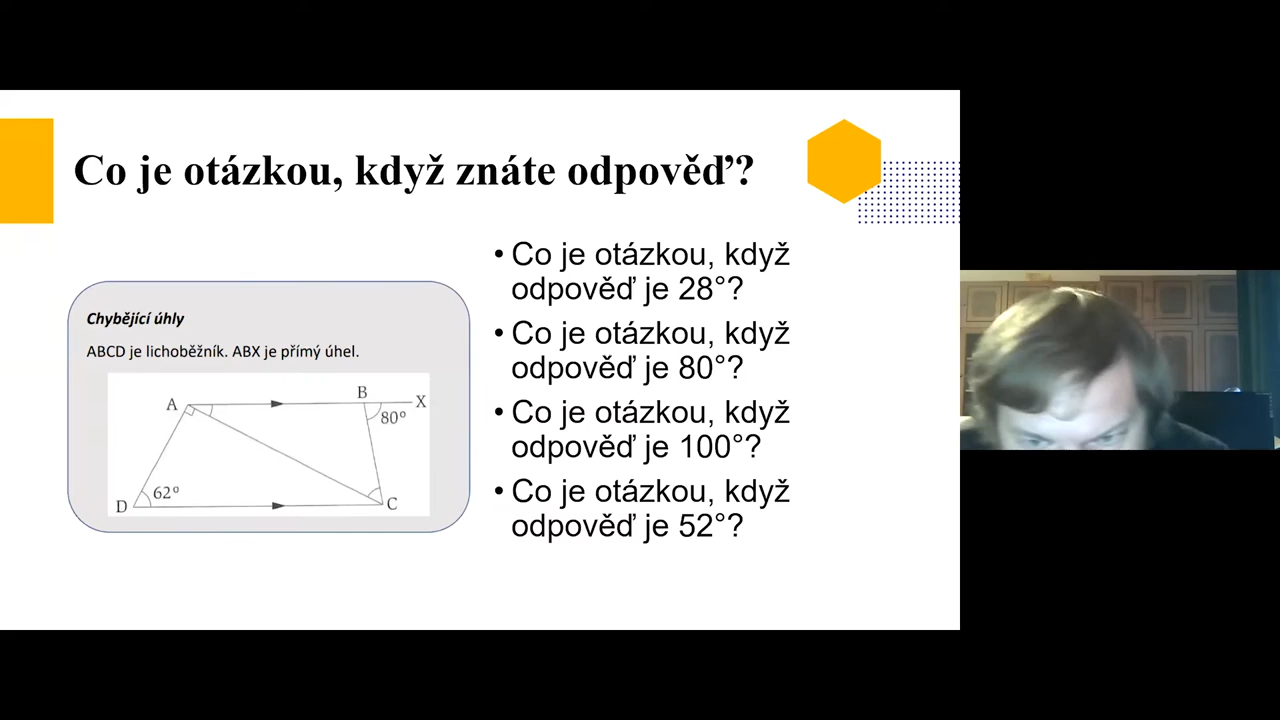 Co je otázkou, když znáte odpověď?
Chybějící úhly
ABCD je lichoběžník. ABX je přímý úhel.
A
B
X
80º
62º
D
C
• Co je otázkou, když
odpověď je 28°?
• Co je otázkou, když
odpověď je 80°?
• Co je otázkou, když
odpověď je 100°?
• Co je otázkou, když
odpověď je 52°?